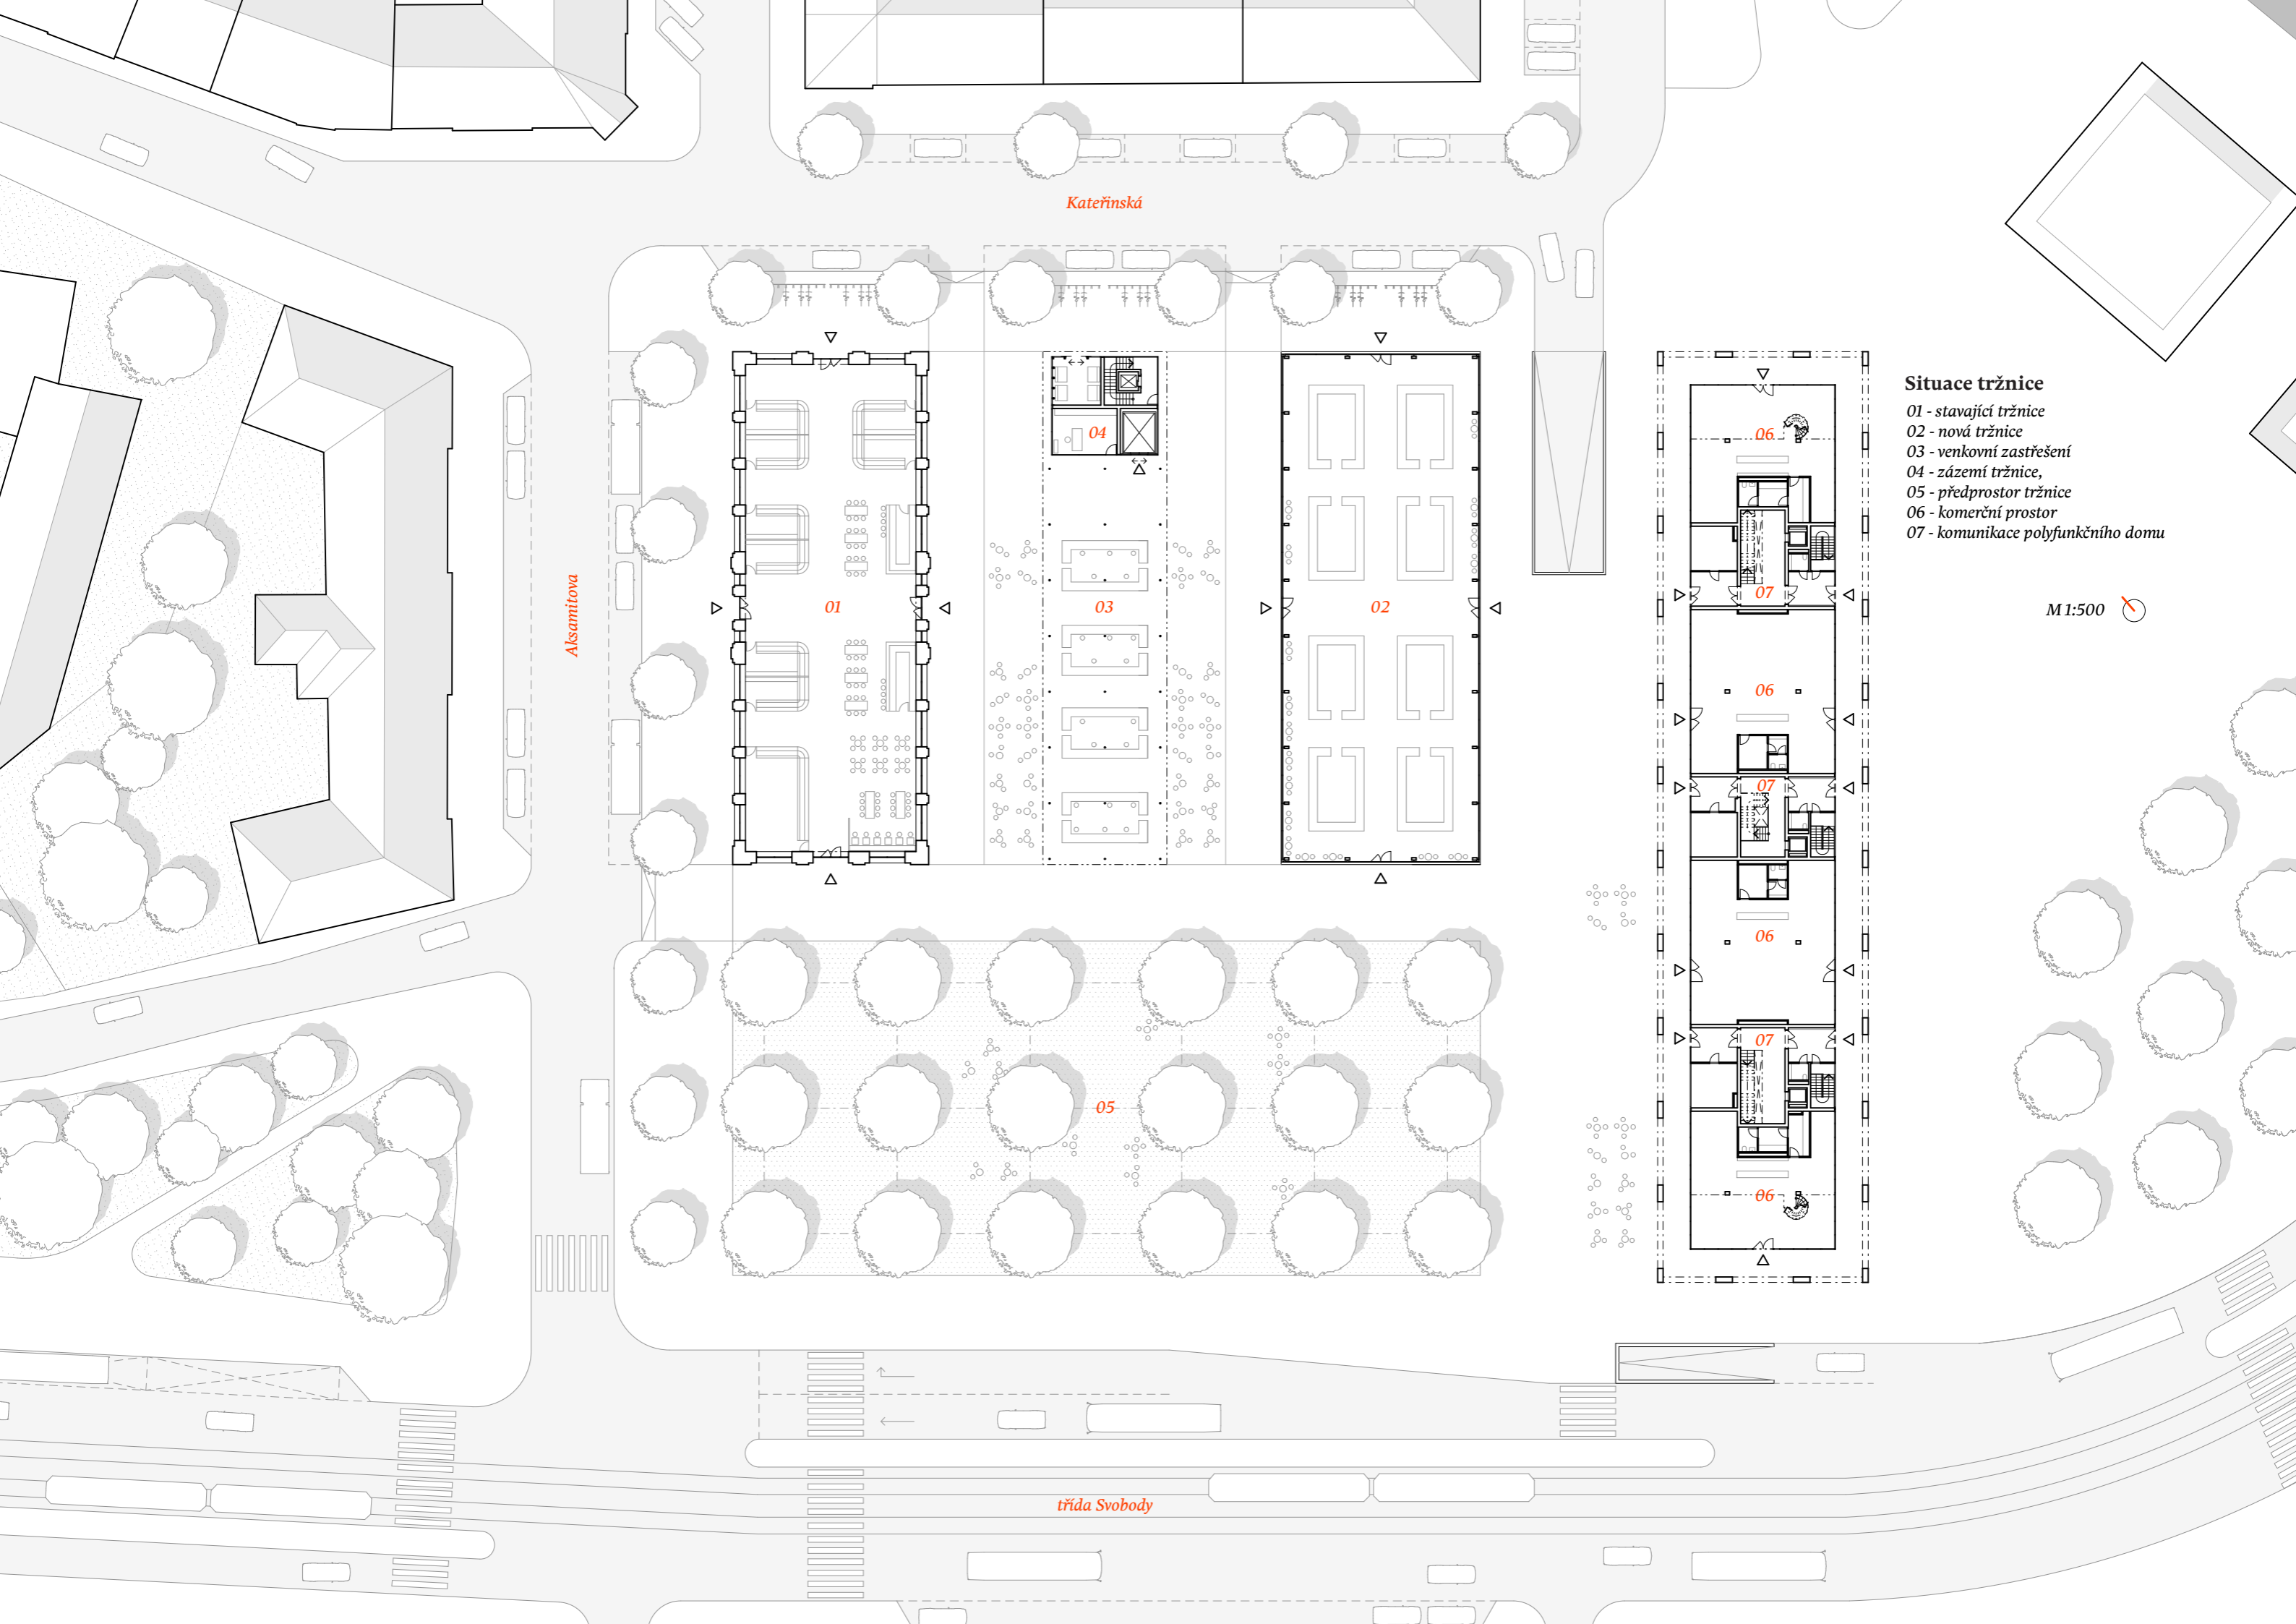 Kateřinská
Situace tržnice
01 - stavající tržnice
02 - nová tržnice
03 - venkovní zastřešení
04 - zázemí tržnice,
05 - předprostor tržnice
06 - komerční prostor
07 - komunikace polyfunkčního domu
04
06
Aksamitova
01
03
02
07
M 1:500
06
07
06
07
05
06
třída Svobody